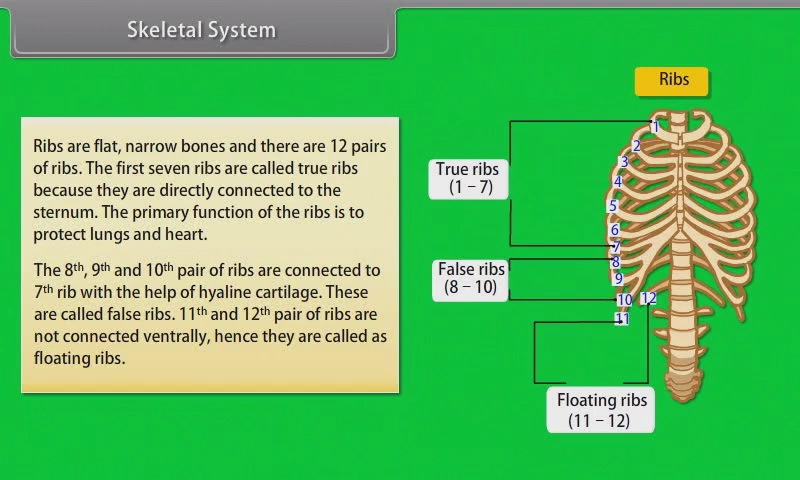 Skeletal System
Ribs are flat, narrow bones and there are 12 pairs
of ribs. The first seven ribs are called true ribs
because they are directly connected to the
sternum. The primary function of the ribs is to
protect lungs and heart.
The 8th, 9th and 10th pair of ribs are connected to
7th rib with the help of hyaline cartilage. These
are called false ribs. 11th and 12th pair of ribs are
not connected ventrally, hence they are called as
floating ribs.
Ribs
True ribs
(1 – 7)
False ribs
(8 – 10)
Floating ribs
(11 – 12)
1
2
3
4
5
6
7
8
9
10
12
11